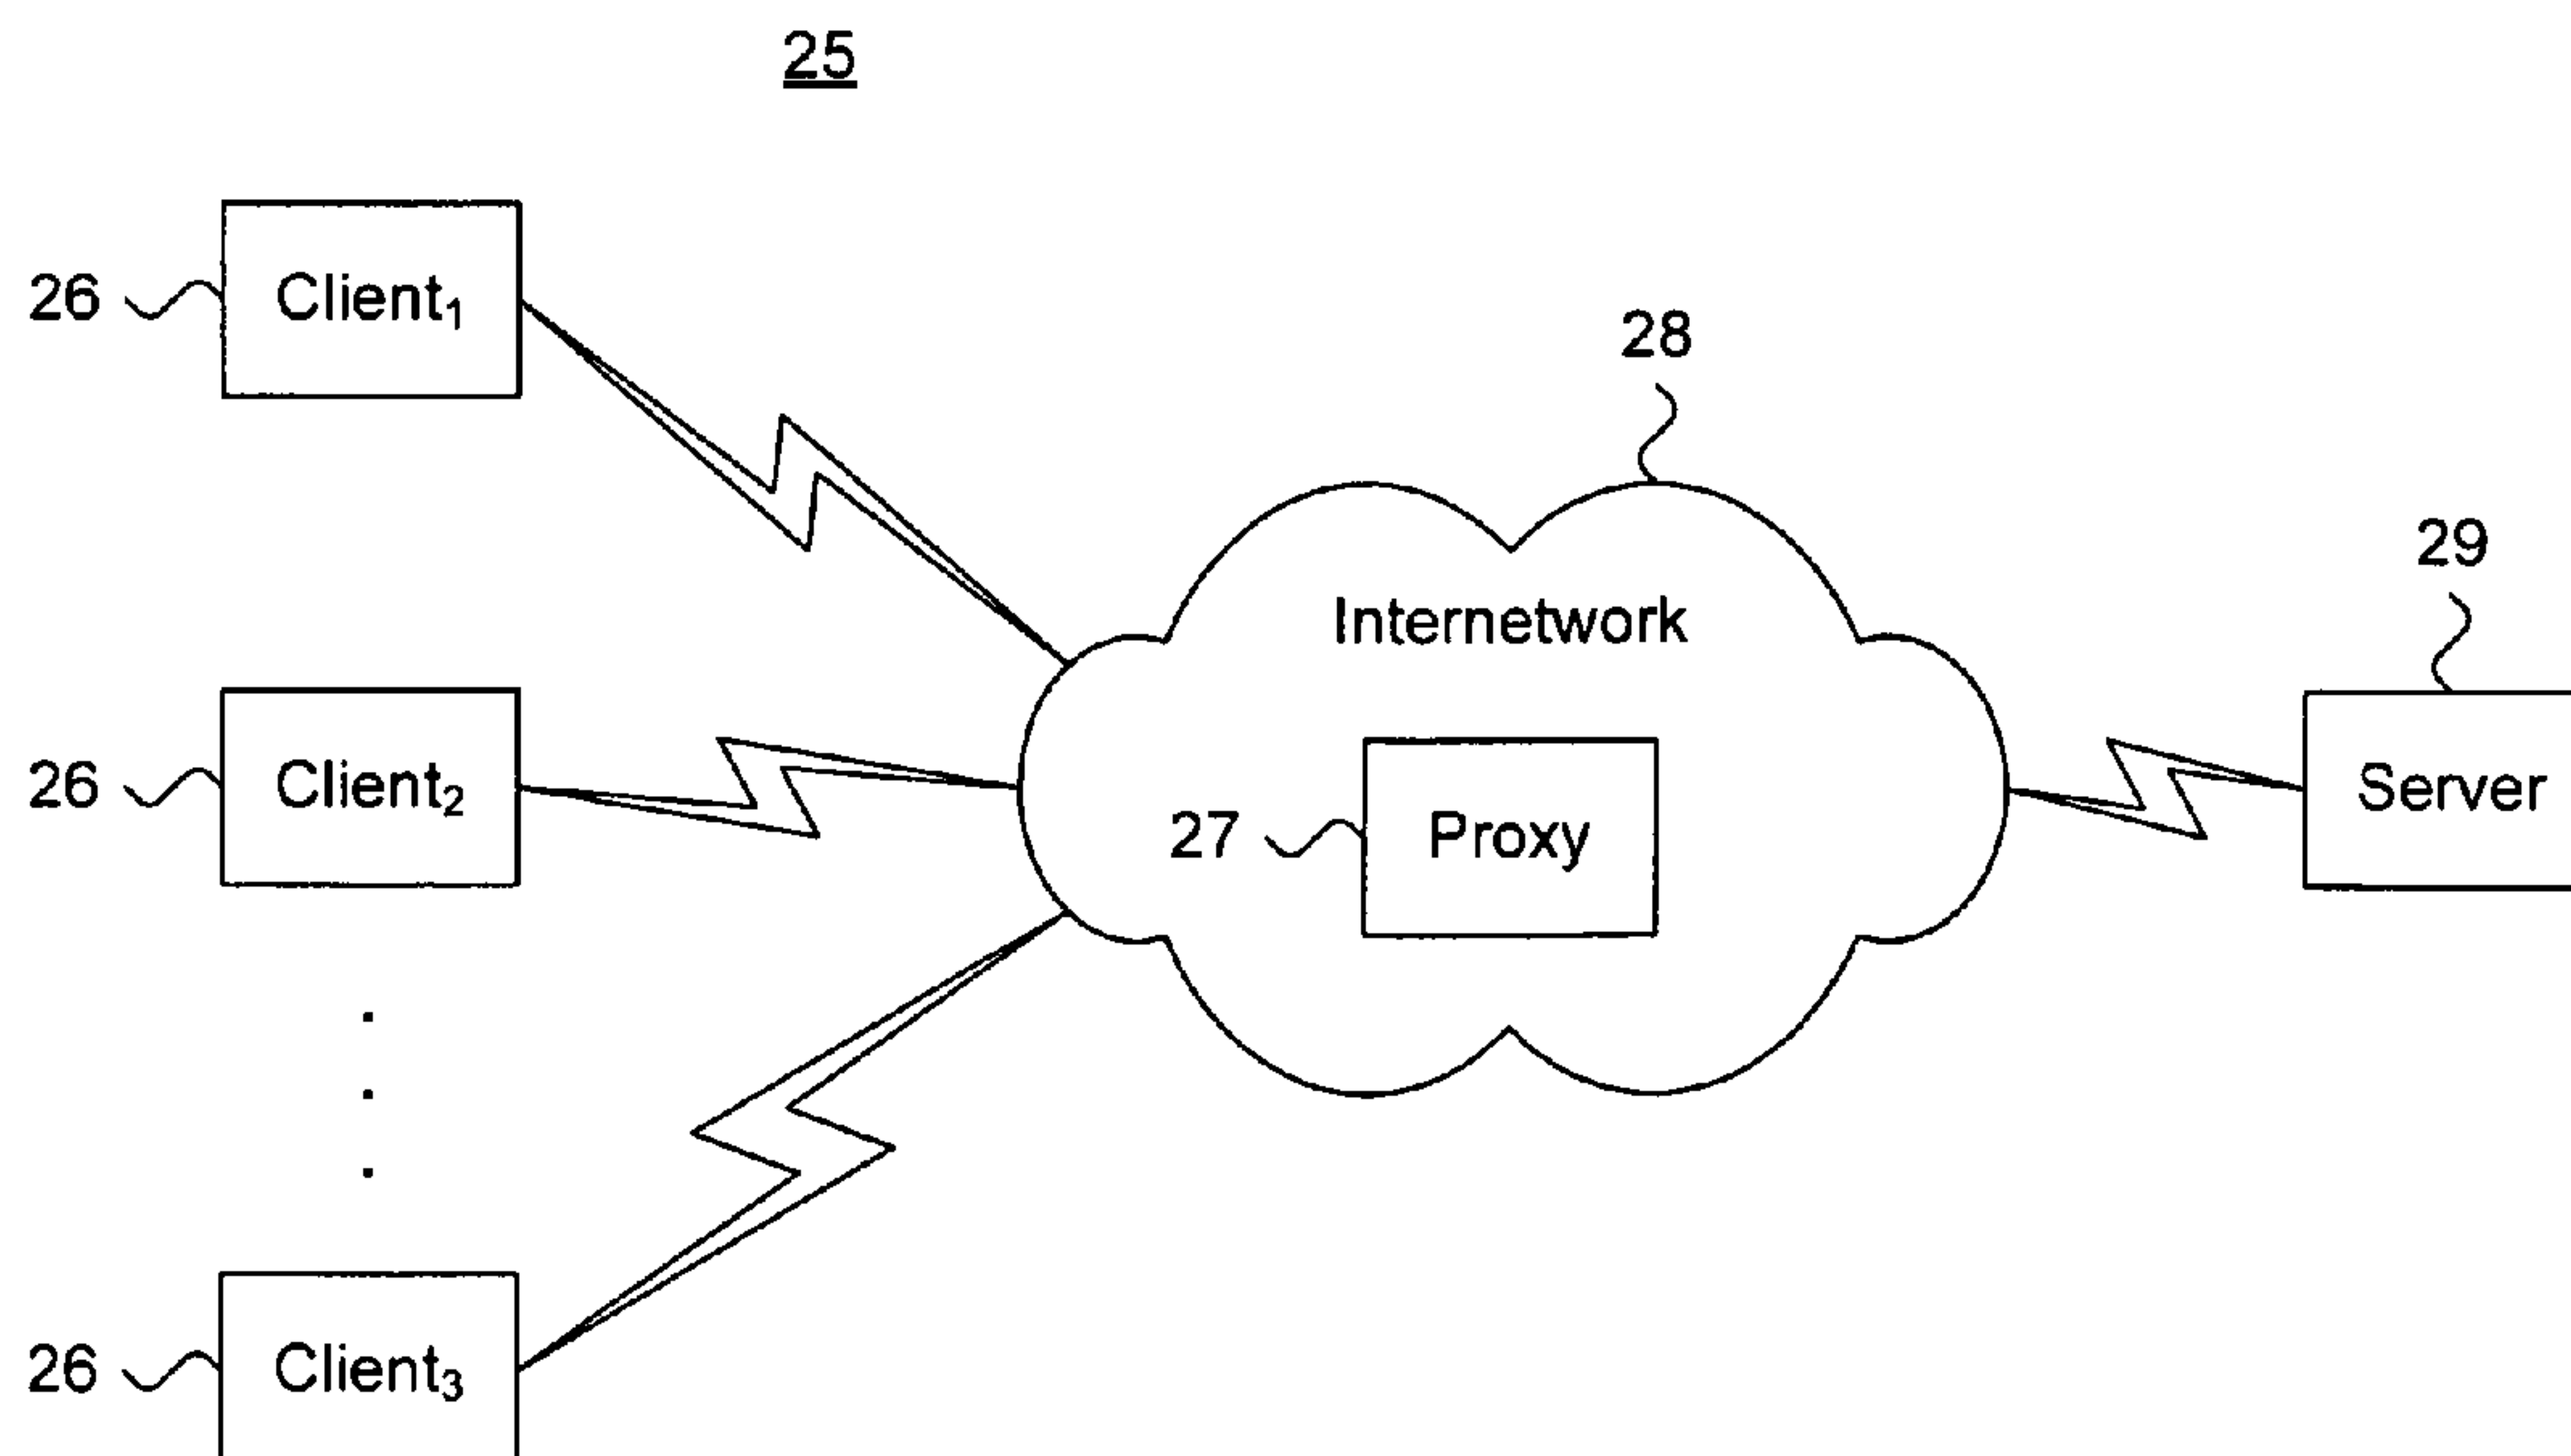 25
26 Client₁
28
Internetwork
29
26 Client₂
27 Proxy
Server
26 Client₃